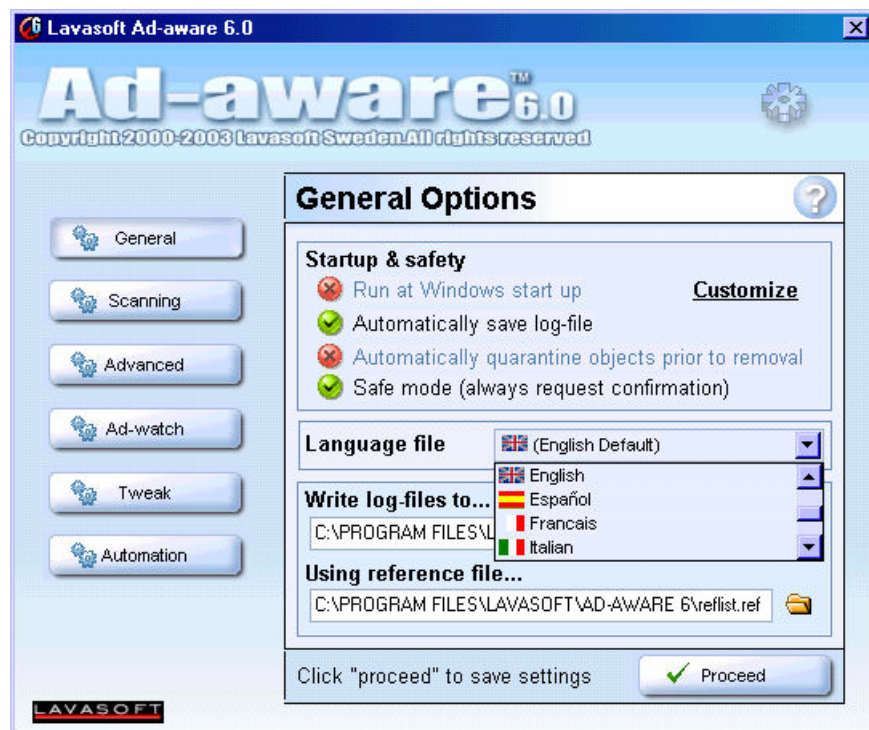 Lavasoft Ad-aware 6.0
Ad-aware™ 6.0
Copyright 2000-2003 Lavasoft Sweden.All rights reserved
General
Scanning
Advanced
Ad-watch
Tweak
Automation
General Options
?
Startup & safety
Run at Windows start up
Customize
Automatically save log-file
Automatically quarantine objects prior to removal
Safe mode (always request confirmation)
Language file
(English Default)
English
Español
Francais
Italian
Write log-files to...
C:\PROGRAM FILES\L
Using reference file...
C:\PROGRAM FILES\LAVASOFT\AD-AWARE 6\reflist.ref
Click "proceed" to save settings
Proceed
LAVASOFT